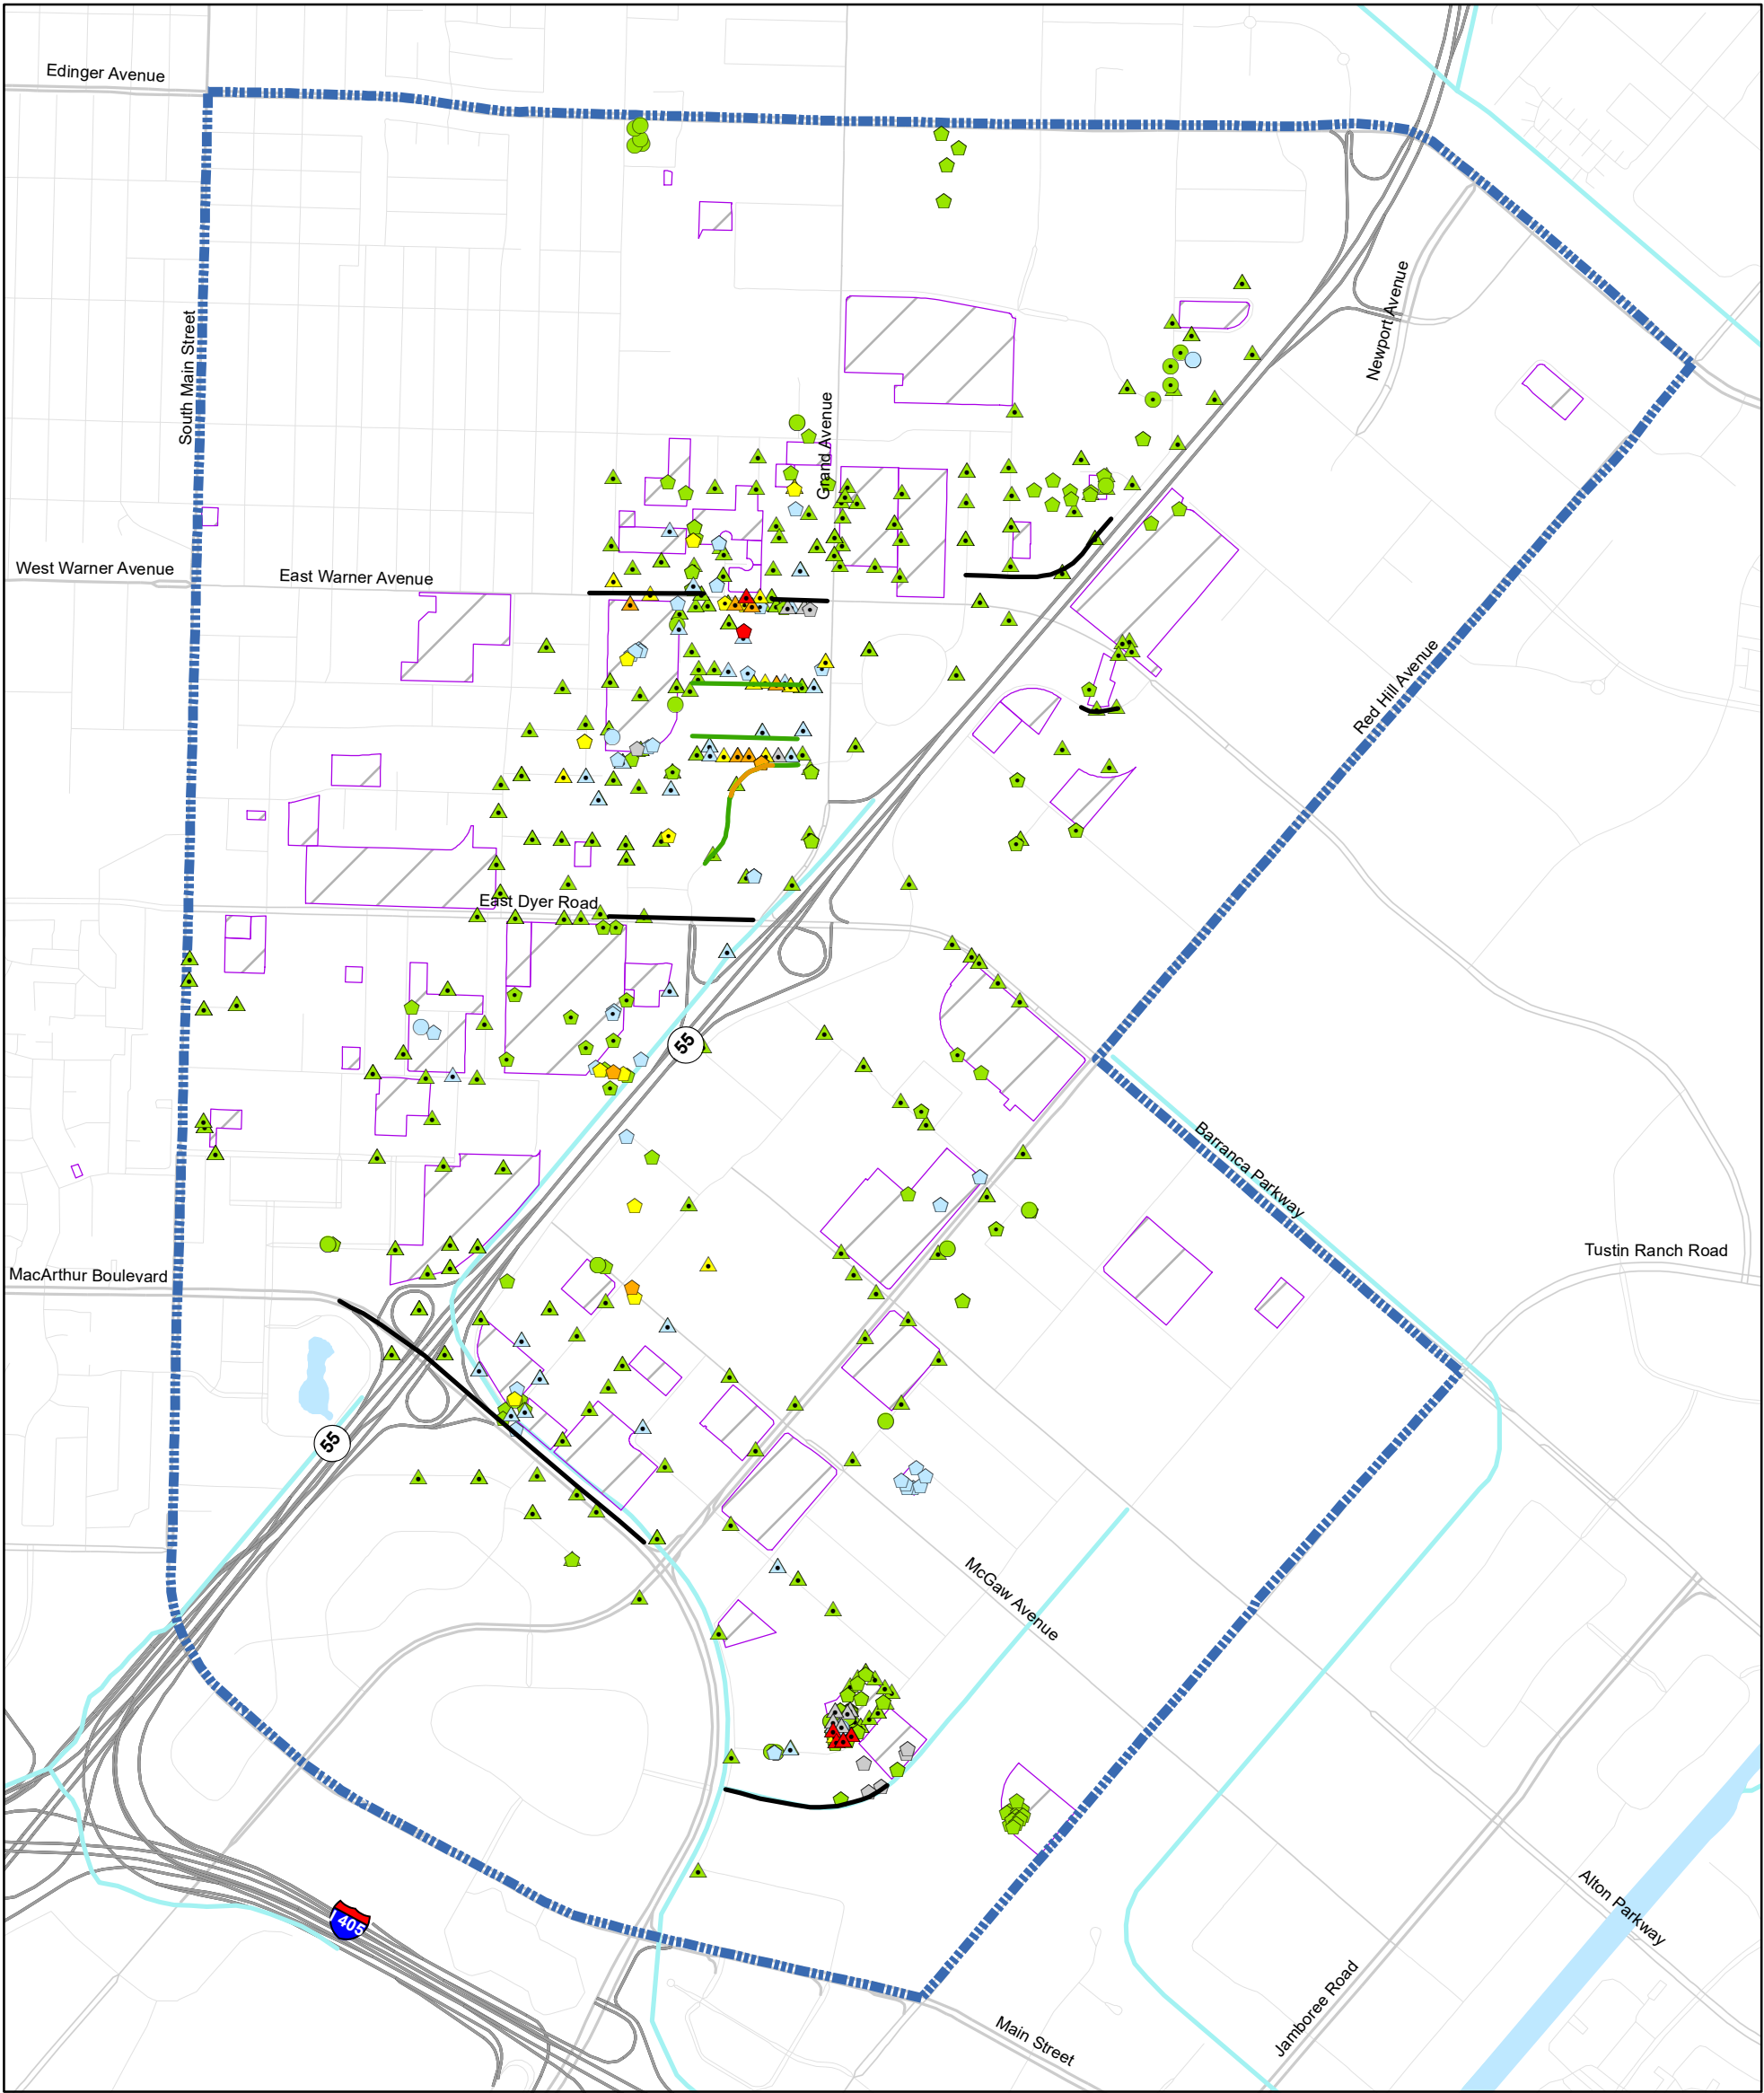 Edinger Avenue
Newport Avenue
South Main Street
Grand Avenue
West Warner Avenue
East Warner Avenue
Red Hill Avenue
East Dyer Road
55
Barranca Parkway
Tustin Ranch Road
MacArthur Boulevard
55
McGaw Avenue
Alton Parkway
I 405
Jamboree Road
Main Street